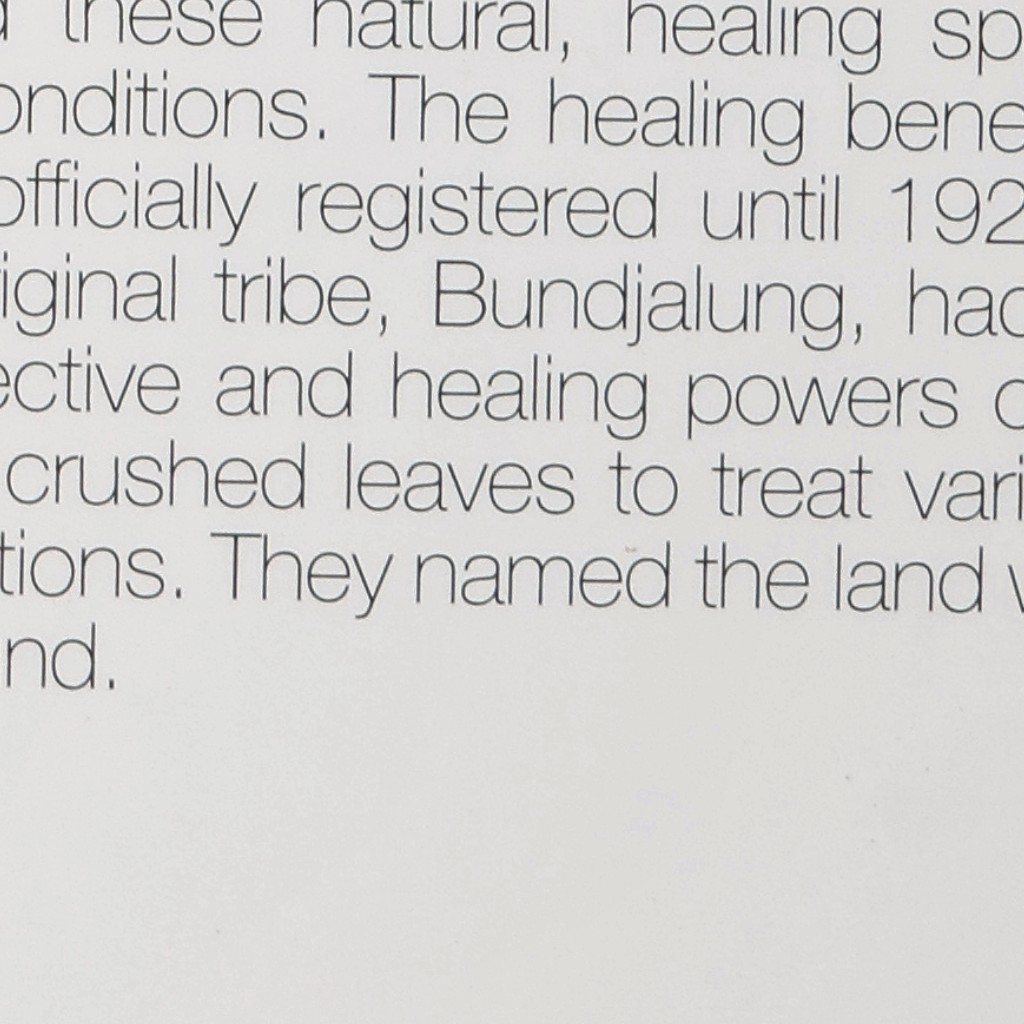 these natural, healing sp
onditions. The healing bene
officially registered until 192
iginal tribe, Bundjalung, had
ective and healing powers o
crushed leaves to treat vari
tions. They named the land w
nd.